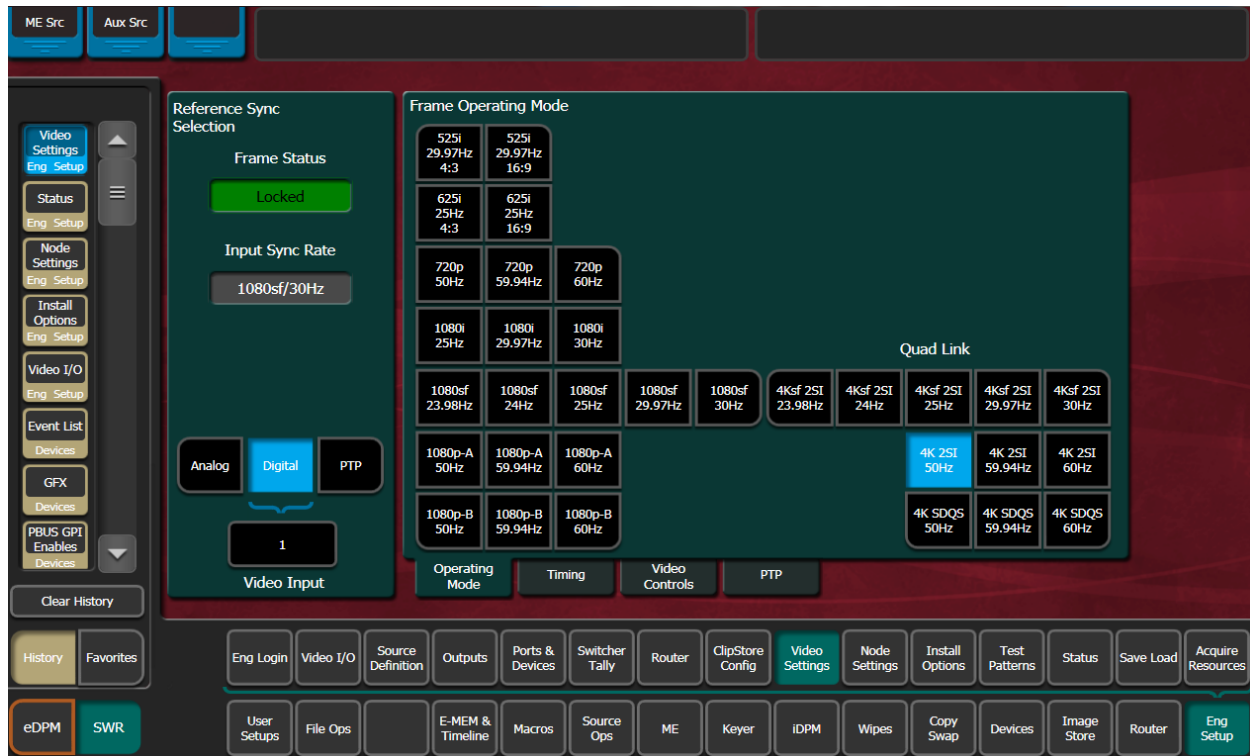 ME Src
Aux Src
Reference Sync
Selection
Frame Status
Locked
Input Sync Rate
1080sf/30Hz
Analog
Digital
PTP
1
Video Input
Frame Operating Mode
525i
29.97Hz
4:3
525i
29.97Hz
16:9
625i
25Hz
4:3
625i
25Hz
16:9
720p
50Hz
720p
59.94Hz
720p
60Hz
1080i
25Hz
1080i
29.97Hz
1080i
30Hz
Quad Link
1080sf
23.98Hz
1080sf
24Hz
1080sf
25Hz
1080sf
29.97Hz
1080sf
30Hz
4Ksf 2SI
23.98Hz
4Ksf 2SI
24Hz
4Ksf 2SI
25Hz
4Ksf 2SI
29.97Hz
4Ksf 2SI
30Hz
1080p-A
50Hz
1080p-A
59.94Hz
1080p-A
60Hz
4K 2SI
50Hz
4K 2SI
59.94Hz
4K 2SI
60Hz
1080p-B
50Hz
1080p-B
59.94Hz
1080p-B
60Hz
4K SDQS
50Hz
4K SDQS
59.94Hz
4K SDQS
60Hz
Operating
Mode
Timing
Video
Controls
PTP
Video
Settings
Eng Setup
Status
Eng Setup
Node
Settings
Eng Setup
Install
Options
Eng Setup
Video I/O
Eng Setup
Event List
Devices
GFX
Devices
PBUS GPI
Enables
Devices
Clear History
History
Favorites
Eng Login
Video I/O
Source
Definition
Outputs
Ports &
Devices
Switcher
Tally
Router
ClipStore
Config
Video
Settings
Node
Settings
Install
Options
Test
Patterns
Status
Save Load
Acquire
Resources
eDPM
SWR
User
Setups
File Ops
E-MEM &
Timeline
Macros
Source
Ops
ME
Keyer
iDPM
Wipes
Copy
Swap
Devices
Image
Store
Router
Eng
Setup